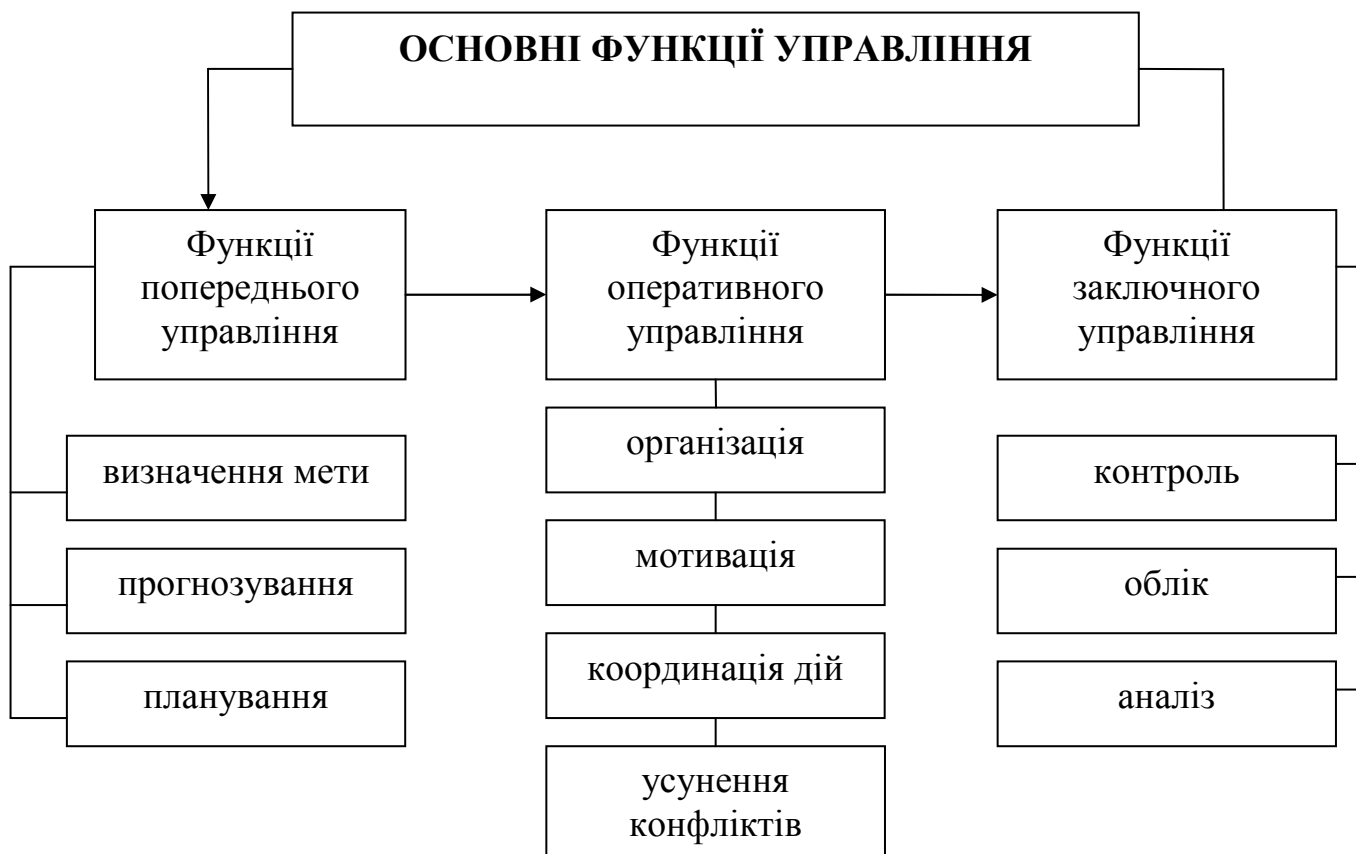 ОСНОВНІ ФУНКЦІЇ УПРАВЛІННЯ
Функції
попереднього
управління
Функції
оперативного
управління
Функції
заключного
управління
визначення мети
прогнозування
планування
організація
мотивація
координація дій
усунення
конфліктів
контроль
облік
аналіз